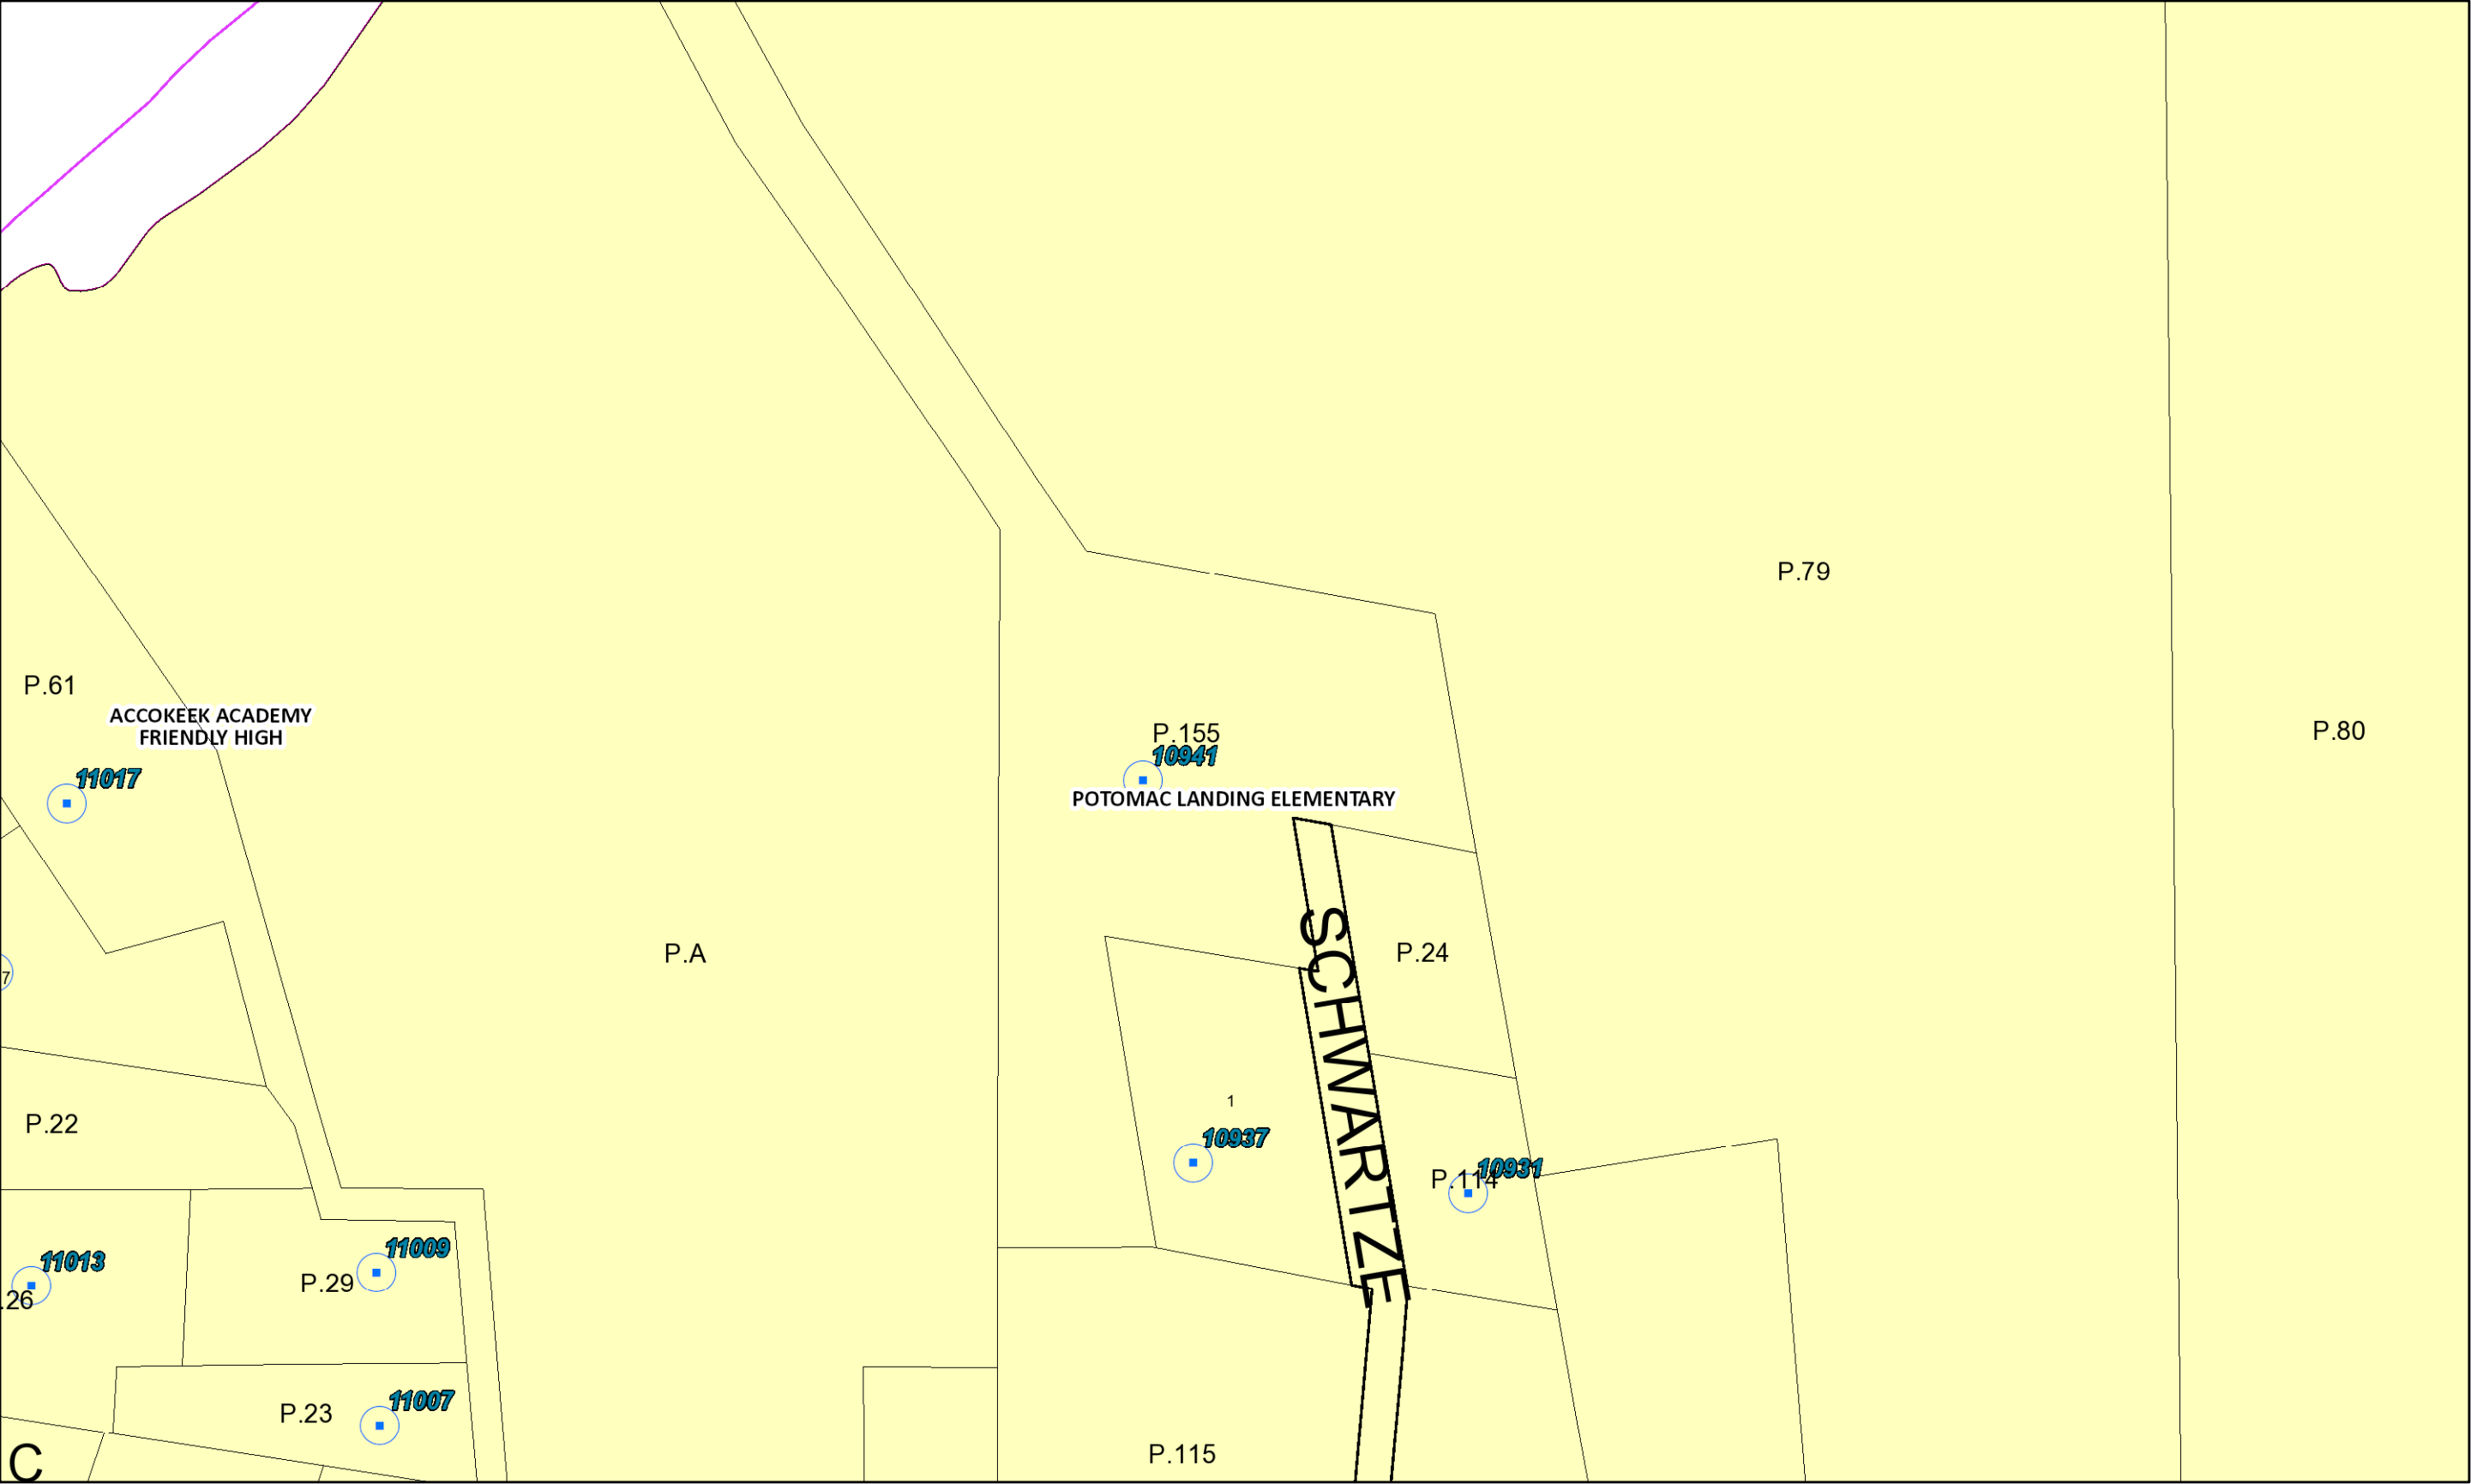 P.79
P.61
ACCOKEEK ACADEMY
FRIENDLY HIGH
P.155
10941
P.80
11017
POTOMAC LANDING ELEMENTARY
SCHWARTZE
P.A
P.24
7
1
P.22
10937
10931
P.114
11009
11013
P.29
.26
11007
P.23
P.115
C